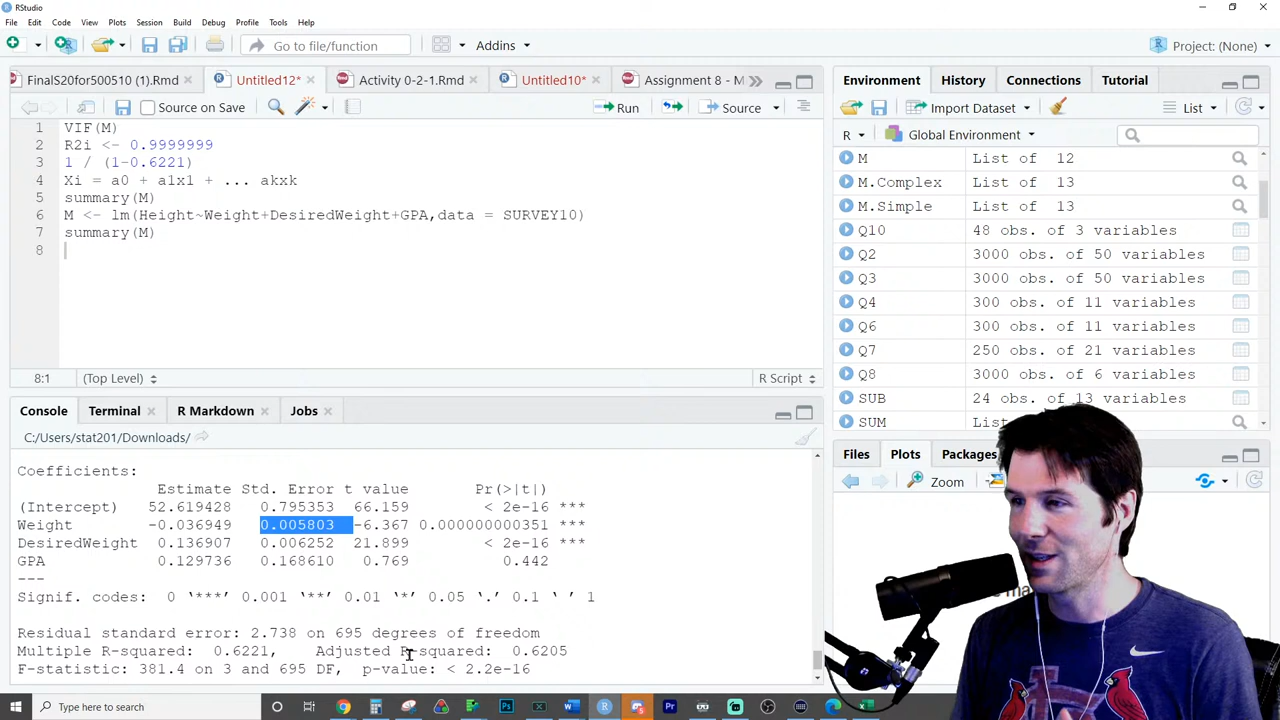 RStudio
File Edit Code View Plots Session Build Debug Profile Tools Help
Go to file/function Addins Project: (None)
FinalS20for500510 (1).Rmd Untitled12* Activity 0-2-1.Rmd Untitled10* Assignment 8 - M
Source on Save Run Source
1 VIF(M)
2 R2i <- 0.9999999
3 1 / (1-0.6221)
4 Xi = a0 + a1x1 + ... akxk
5 summary(M)
6 M <- lm(Height~Weight+DesiredWeight+GPA,data = SURVEY10)
7 summary(M)
8
8:1 (Top Level) R Script
Console Terminal R Markdown Jobs
C:/Users/stat201/Downloads/
Coefficients:
Estimate Std. Error t value Pr(>|t|)
(Intercept) 52.619428 0.795353 66.159 < 2e-16 ***
Weight -0.036949 0.005803 -6.367 0.000000000351 ***
DesiredWeight 0.136907 0.006252 21.899 < 2e-16 ***
GPA 0.129736 0.168610 0.769 0.442
---
Signif. codes: 0 ‘***’ 0.001 ‘**’ 0.01 ‘*’ 0.05 ‘.’ 0.1 ‘ ’ 1
Residual standard error: 2.738 on 695 degrees of freedom
Multiple R-squared: 0.6221, Adjusted R-squared: 0.6205
F-statistic: 381.4 on 3 and 695 DF, p-value: < 2.2e-16
Environment History Connections Tutorial
Import Dataset List
R Global Environment
M List of 12
M.Complex List of 13
M.Simple List of 13
Q10 48 obs. of 3 variables
Q2 3000 obs. of 50 variables
Q3 3000 obs. of 50 variables
Q4 300 obs. of 11 variables
Q6 300 obs. of 11 variables
Q7 250 obs. of 21 variables
Q8 3000 obs. of 6 variables
SUB 24 obs. of 13 variables
SUM
Files Plots Packages
Zoom
Type here to search